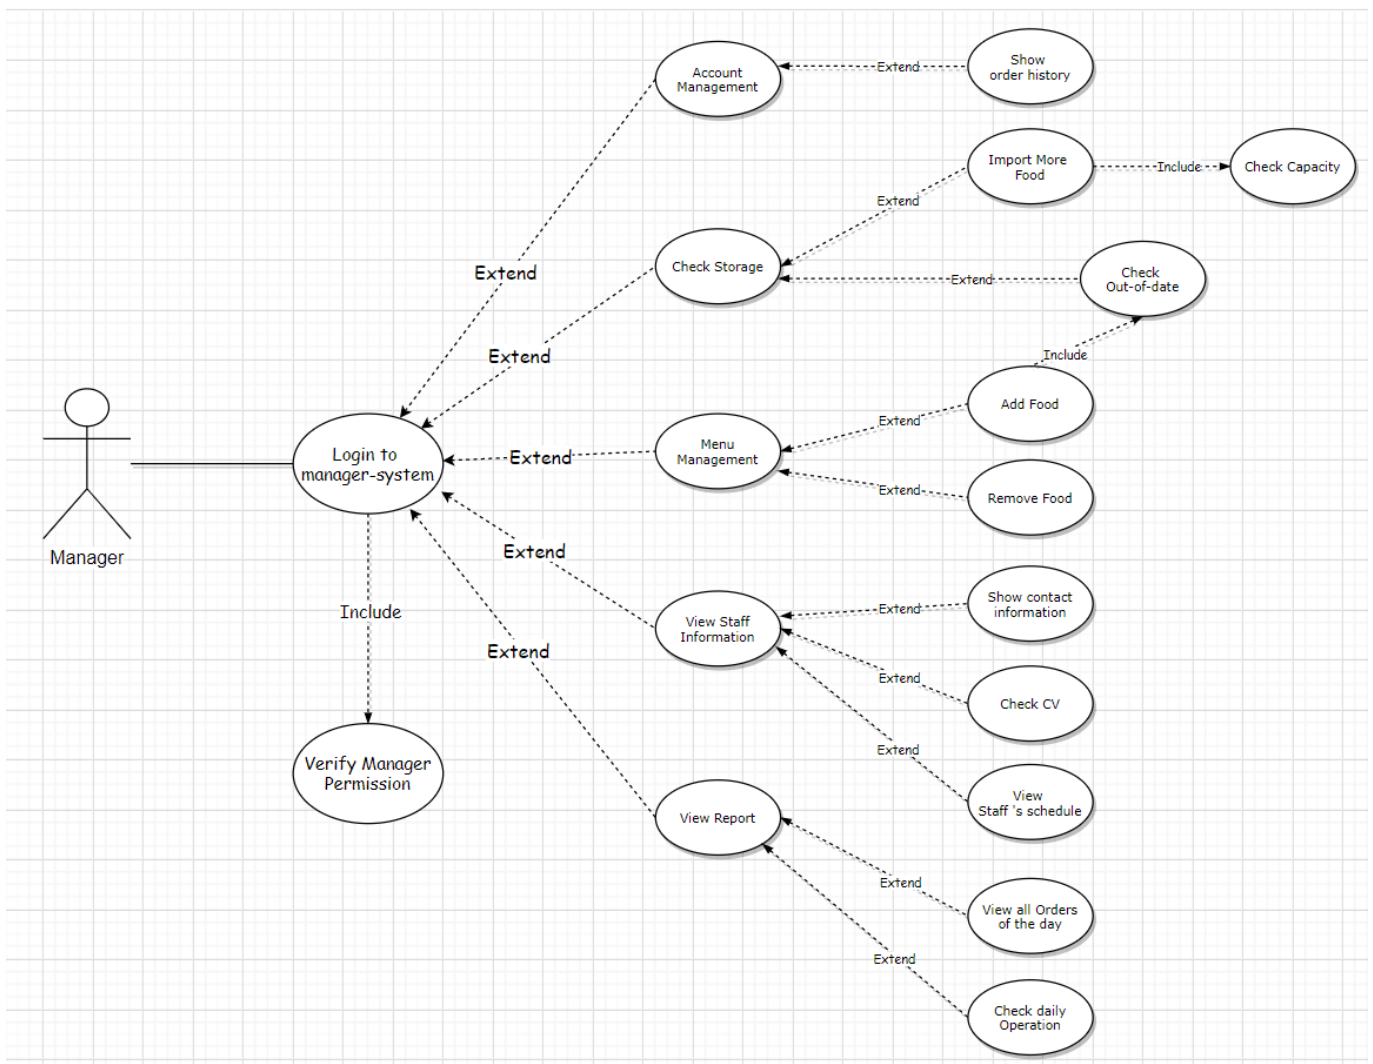 Show
order history
Extend
Account
Management
Import More
Food
Include
Check Capacity
Extend
Check Storage
Extend
Check
Out-of-date
Extend
Extend
Include
Add Food
Extend
Menu
Management
Extend
Login to
manager-system
Extend
Remove Food
Manager
Extend
Show contact
information
Extend
View Staff
Information
Include
Extend
Extend
Check CV
Extend
Verify Manager
Permission
View
Staff 's schedule
View Report
Extend
View all Orders
of the day
Extend
Check daily
Operation